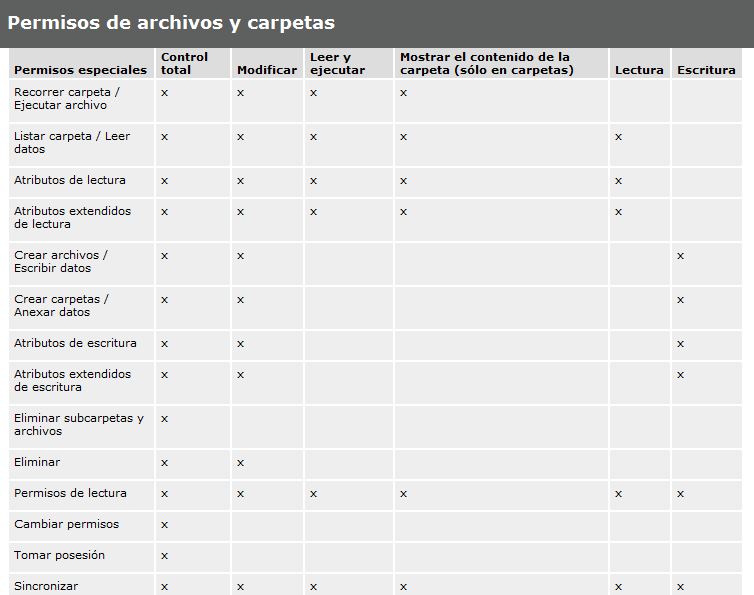 Permisos de archivos y carpetas
Permisos especiales Control total Modificar Leer y ejecutar Mostrar el contenido de la carpeta (sólo en carpetas) Lectura Escritura
Recorrer carpeta / Ejecutar archivo x x x x
Listar carpeta / Leer datos x x x x x
Atributos de lectura x x x x x
Atributos extendidos de lectura x x x x x
Crear archivos / Escribir datos x x x
Crear carpetas / Anexar datos x x x
Atributos de escritura x x x
Atributos extendidos de escritura x x x
Eliminar subcarpetas y archivos x
Eliminar x x
Permisos de lectura x x x x x x
Cambiar permisos x
Tomar posesión x
Sincronizar x x x x x x